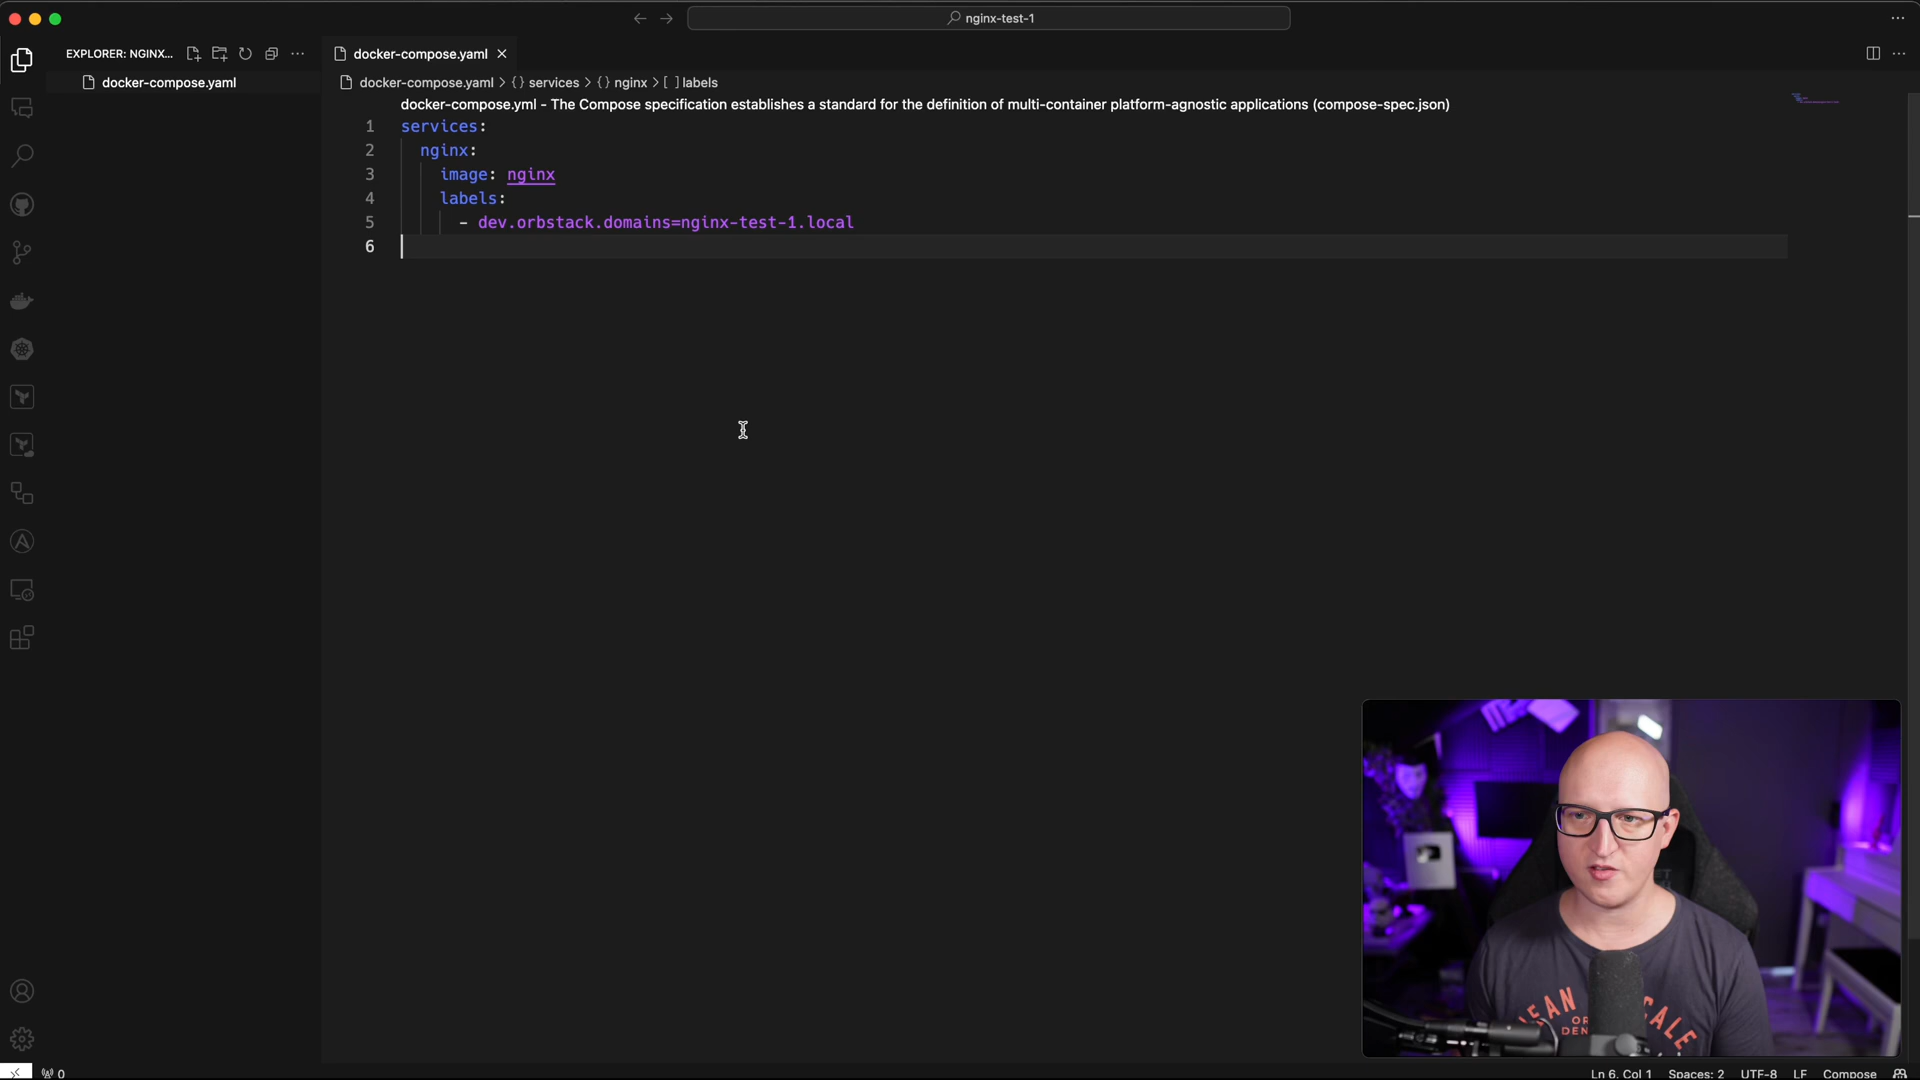 nginx-test-1
EXPLORER: NGINX...
docker-compose.yaml
docker-compose.yaml
docker-compose.yaml > {} services > {} nginx > [ ] labels
docker-compose.yml - The Compose specification establishes a standard for the definition of multi-container platform-agnostic applications (compose-spec.json)
1 services:
2 nginx:
3 image: nginx
4 labels:
5 - dev.orbstack.domains=nginx-test-1.local
6
OR
DEN
0
Ln 6, Col 1 Spaces: 2 UTF-8 LF Compose